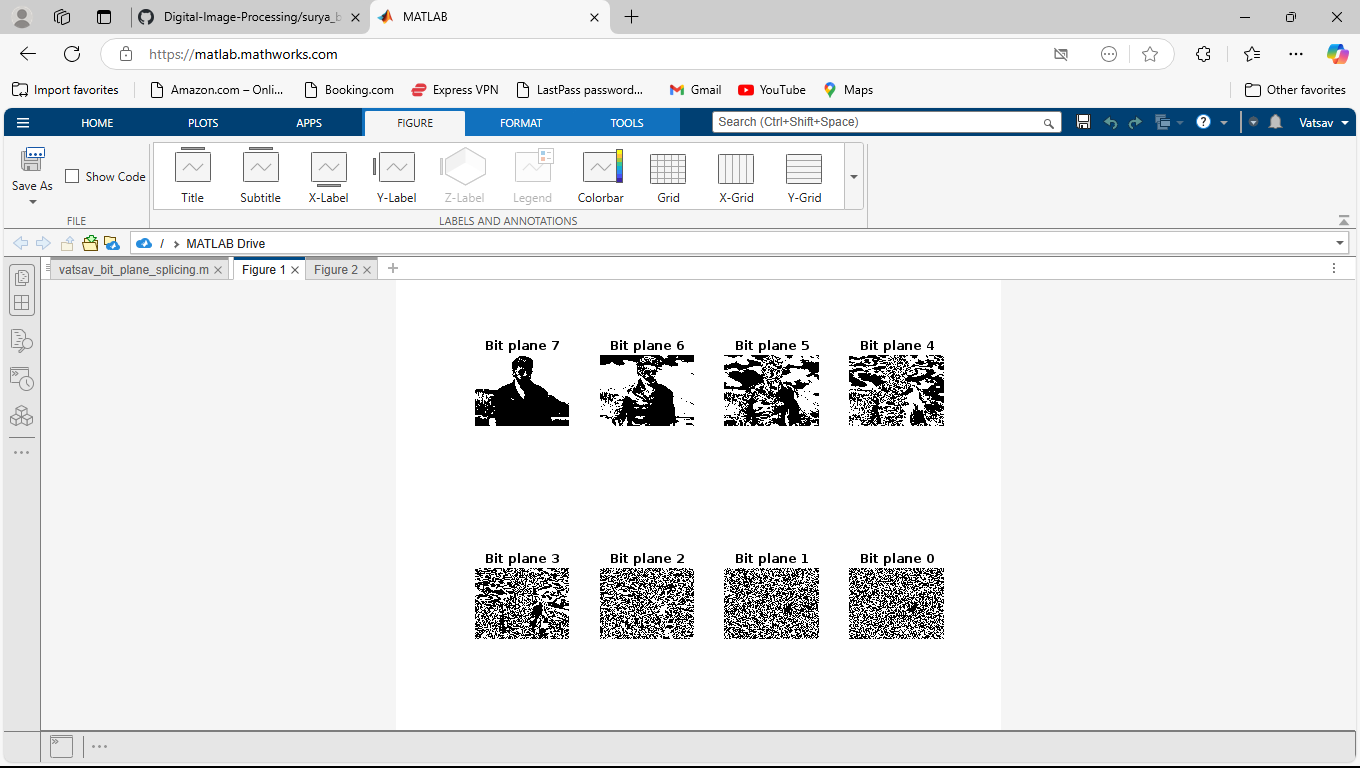 Digital-Image-Processing/surya_b
MATLAB
https://matlab.mathworks.com
Import favorites
Amazon.com – Onli...
Booking.com
Express VPN
LastPass password...
Gmail
YouTube
Maps
Other favorites
HOME
PLOTS
APPS
FIGURE
FORMAT
TOOLS
Search (Ctrl+Shift+Space)
Vatsav
Save As
Show Code
Title
Subtitle
X-Label
Y-Label
Z-Label
Legend
Colorbar
Grid
X-Grid
Y-Grid
FILE
LABELS AND ANNOTATIONS
/ MATLAB Drive
vatsav_bit_plane_splicing.m
Figure 1
Figure 2
Bit plane 7
Bit plane 6
Bit plane 5
Bit plane 4
Bit plane 3
Bit plane 2
Bit plane 1
Bit plane 0